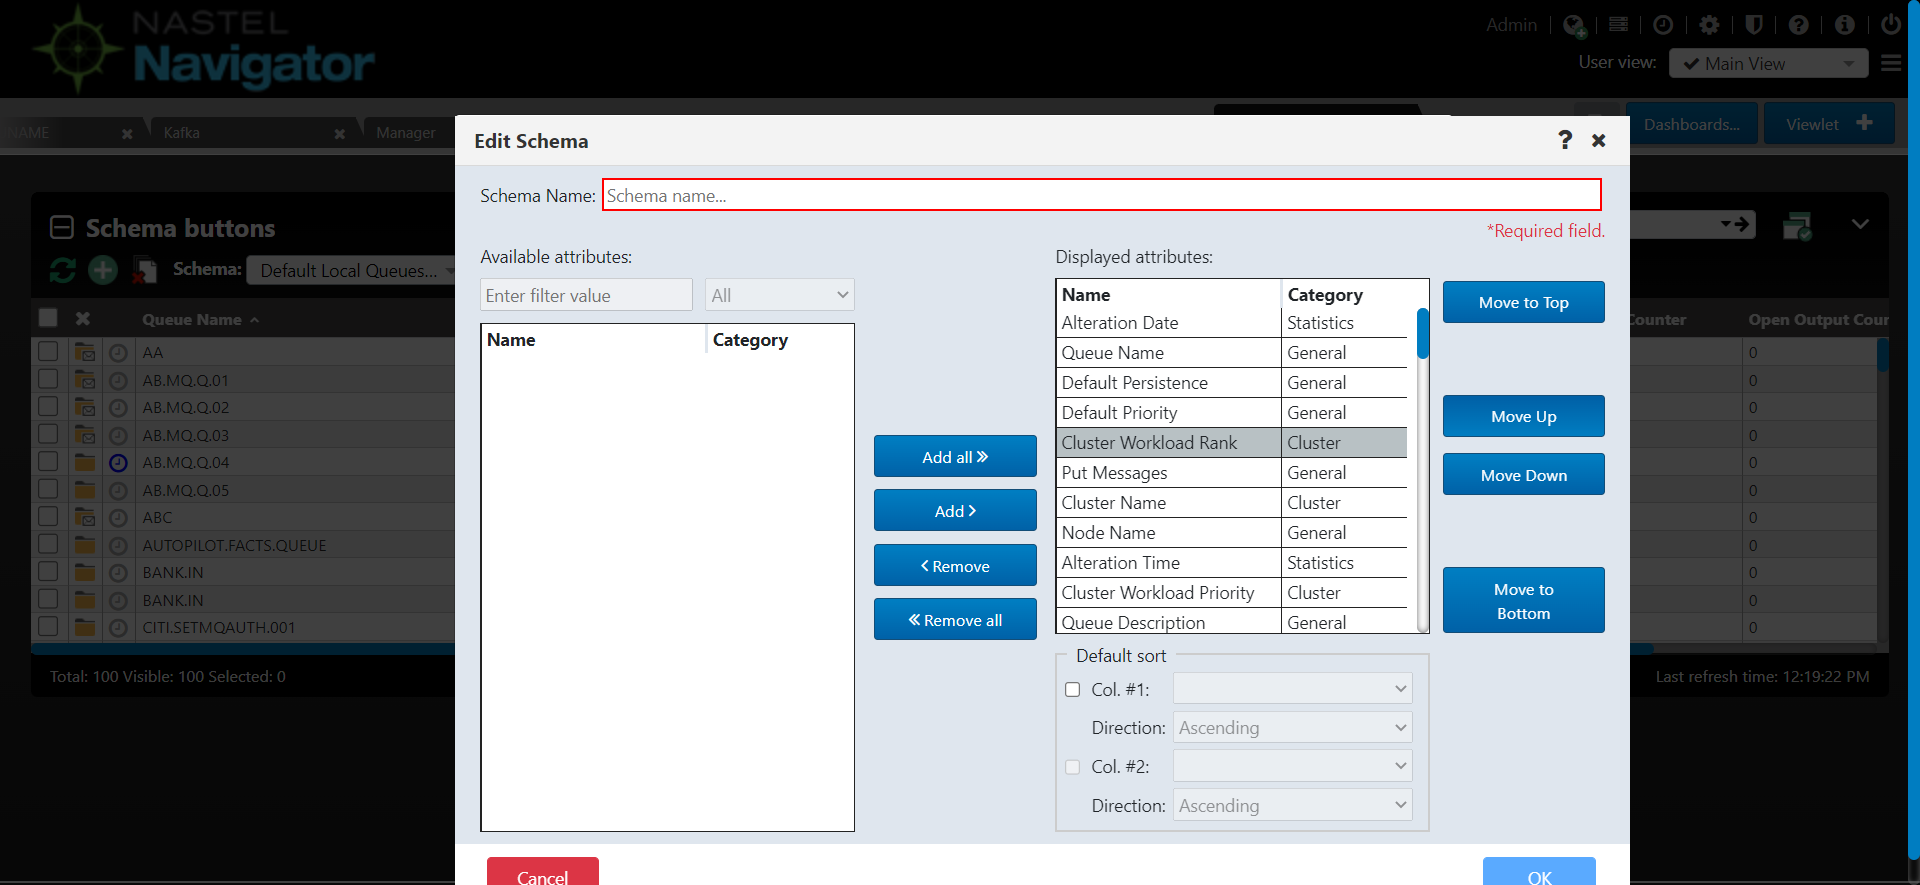 NASTEL
Navigator
Admin
User view: Main View
NAME
Kafka
Manager
Dashboards...
Viewlet
Edit Schema
?
Schema Name: Schema name...
*Required field.
Schema buttons
Schema: Default Local Queues...
Available attributes:
Enter filter value
All
Name Category
Add all
Add
Remove
Remove all
Displayed attributes:
Name Category
Alteration Date Statistics
Queue Name General
Default Persistence General
Default Priority General
Cluster Workload Rank Cluster
Put Messages General
Cluster Name Cluster
Node Name General
Alteration Time Statistics
Cluster Workload Priority Cluster
Queue Description General
Move to Top
Move Up
Move Down
Move to
Bottom
Default sort
Col. #1:
Direction: Ascending
Col. #2:
Direction: Ascending
Cancel
OK
Queue Name
Counter
Open Output Cour
AA 0
AB.MQ.Q.01 0
AB.MQ.Q.02 0
AB.MQ.Q.03 0
AB.MQ.Q.04 0
AB.MQ.Q.05 0
ABC 0
AUTOPILOT.FACTS.QUEUE 0
BANK.IN 0
BANK.IN 0
CITI.SETMQAUTH.001 0
Total: 100 Visible: 100 Selected: 0
Last refresh time: 12:19:22 PM